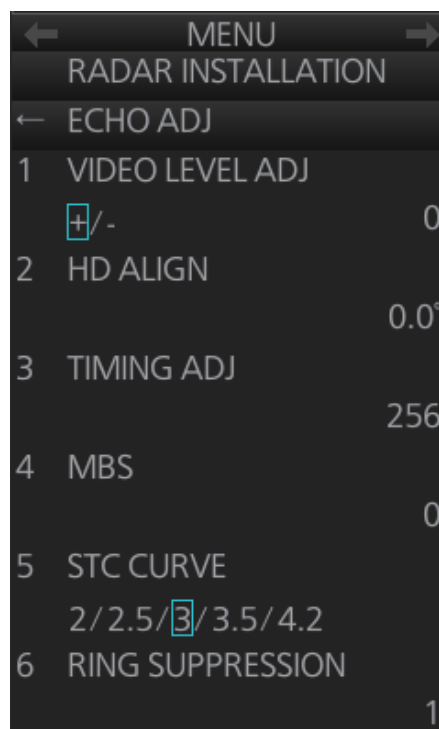 ← MENU →
RADAR INSTALLATION
← ECHO ADJ
1 VIDEO LEVEL ADJ
+/- 0
2 HD ALIGN
0.0°
3 TIMING ADJ
256
4 MBS
0
5 STC CURVE
2/2.5/3/3.5/4.2
6 RING SUPPRESSION
1